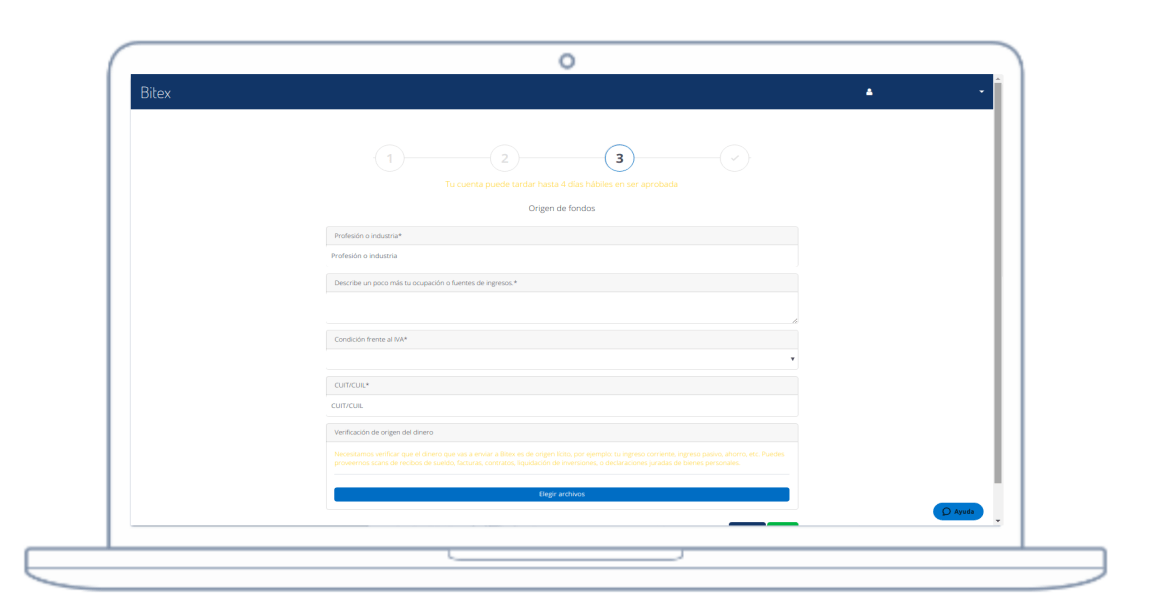 Bitex
1
2
3
Tu cuenta puede tardar hasta 4 días hábiles en ser aprobada
Origen de fondos
Profesión o industria*
Profesión o industria
Describe un poco más tu ocupación o fuentes de ingresos.*
Condición frente al IVA*
CUIT/CUIL*
CUIT/CUIL
Verificación de origen del dinero
Necesitamos verificar que el dinero que vas a enviar a Bitex es de origen lícito, por ejemplo: tu ingreso corriente, ingreso pasivo, ahorro, etc. Puedes
proveernos scans de recibos de sueldo, facturas, contratos, liquidación de inversiones, o declaraciones juradas de bienes personales.
Elegir archivos
Ayuda